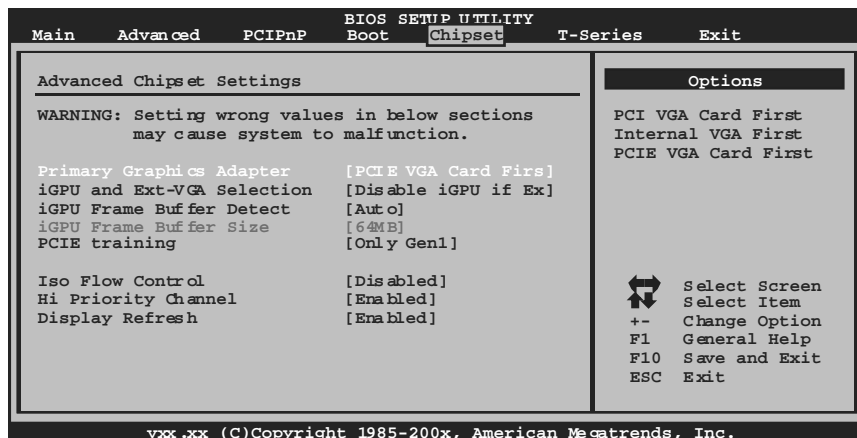 BIOS SETUP UTILITY
Main Advanced PCIPnP Boot Chipset T-Series Exit
Advanced Chipset Settings
WARNING: Setting wrong values in below sections
may cause system to malfunction.
Primary Graphics Adapter [PCIE VGA Card Firs]
iGPU and Ext-VGA Selection [Disable iGPU if Ex]
iGPU Frame Buffer Detect [Auto]
iGPU Frame Buffer Size [64MB]
PCIE training [Only Gen1]
Iso Flow Control [Disabled]
Hi Priority Channel [Enabled]
Display Refresh [Enabled]
Options
PCI VGA Card First
Internal VGA First
PCIE VGA Card First
Select Screen
Select Item
+- Change Option
F1 General Help
F10 Save and Exit
ESC Exit
vxx.xx (C)Copyright 1985-200x, American Megatrends, Inc.